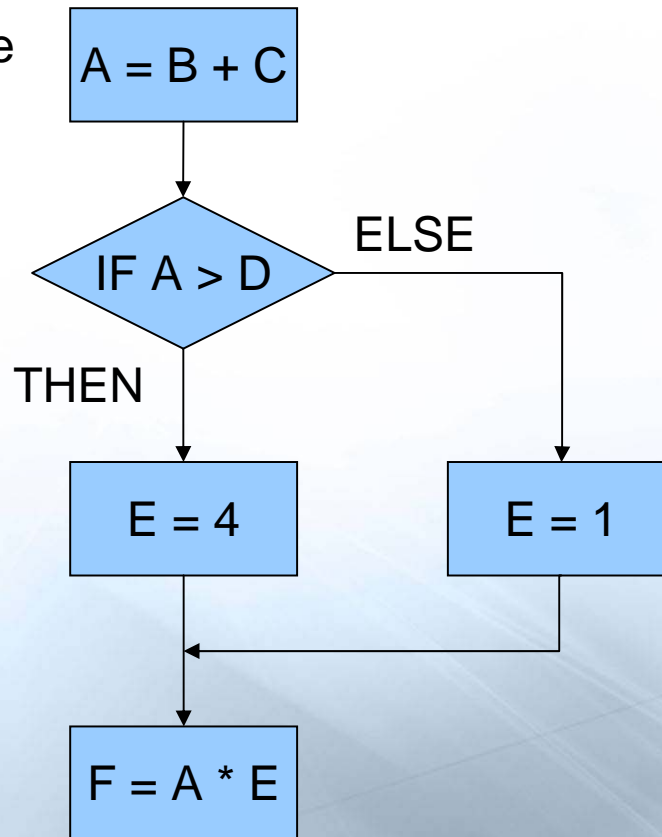 e
A = B + C
ELSE
IF A > D
THEN
E = 4
E = 1
F = A * E